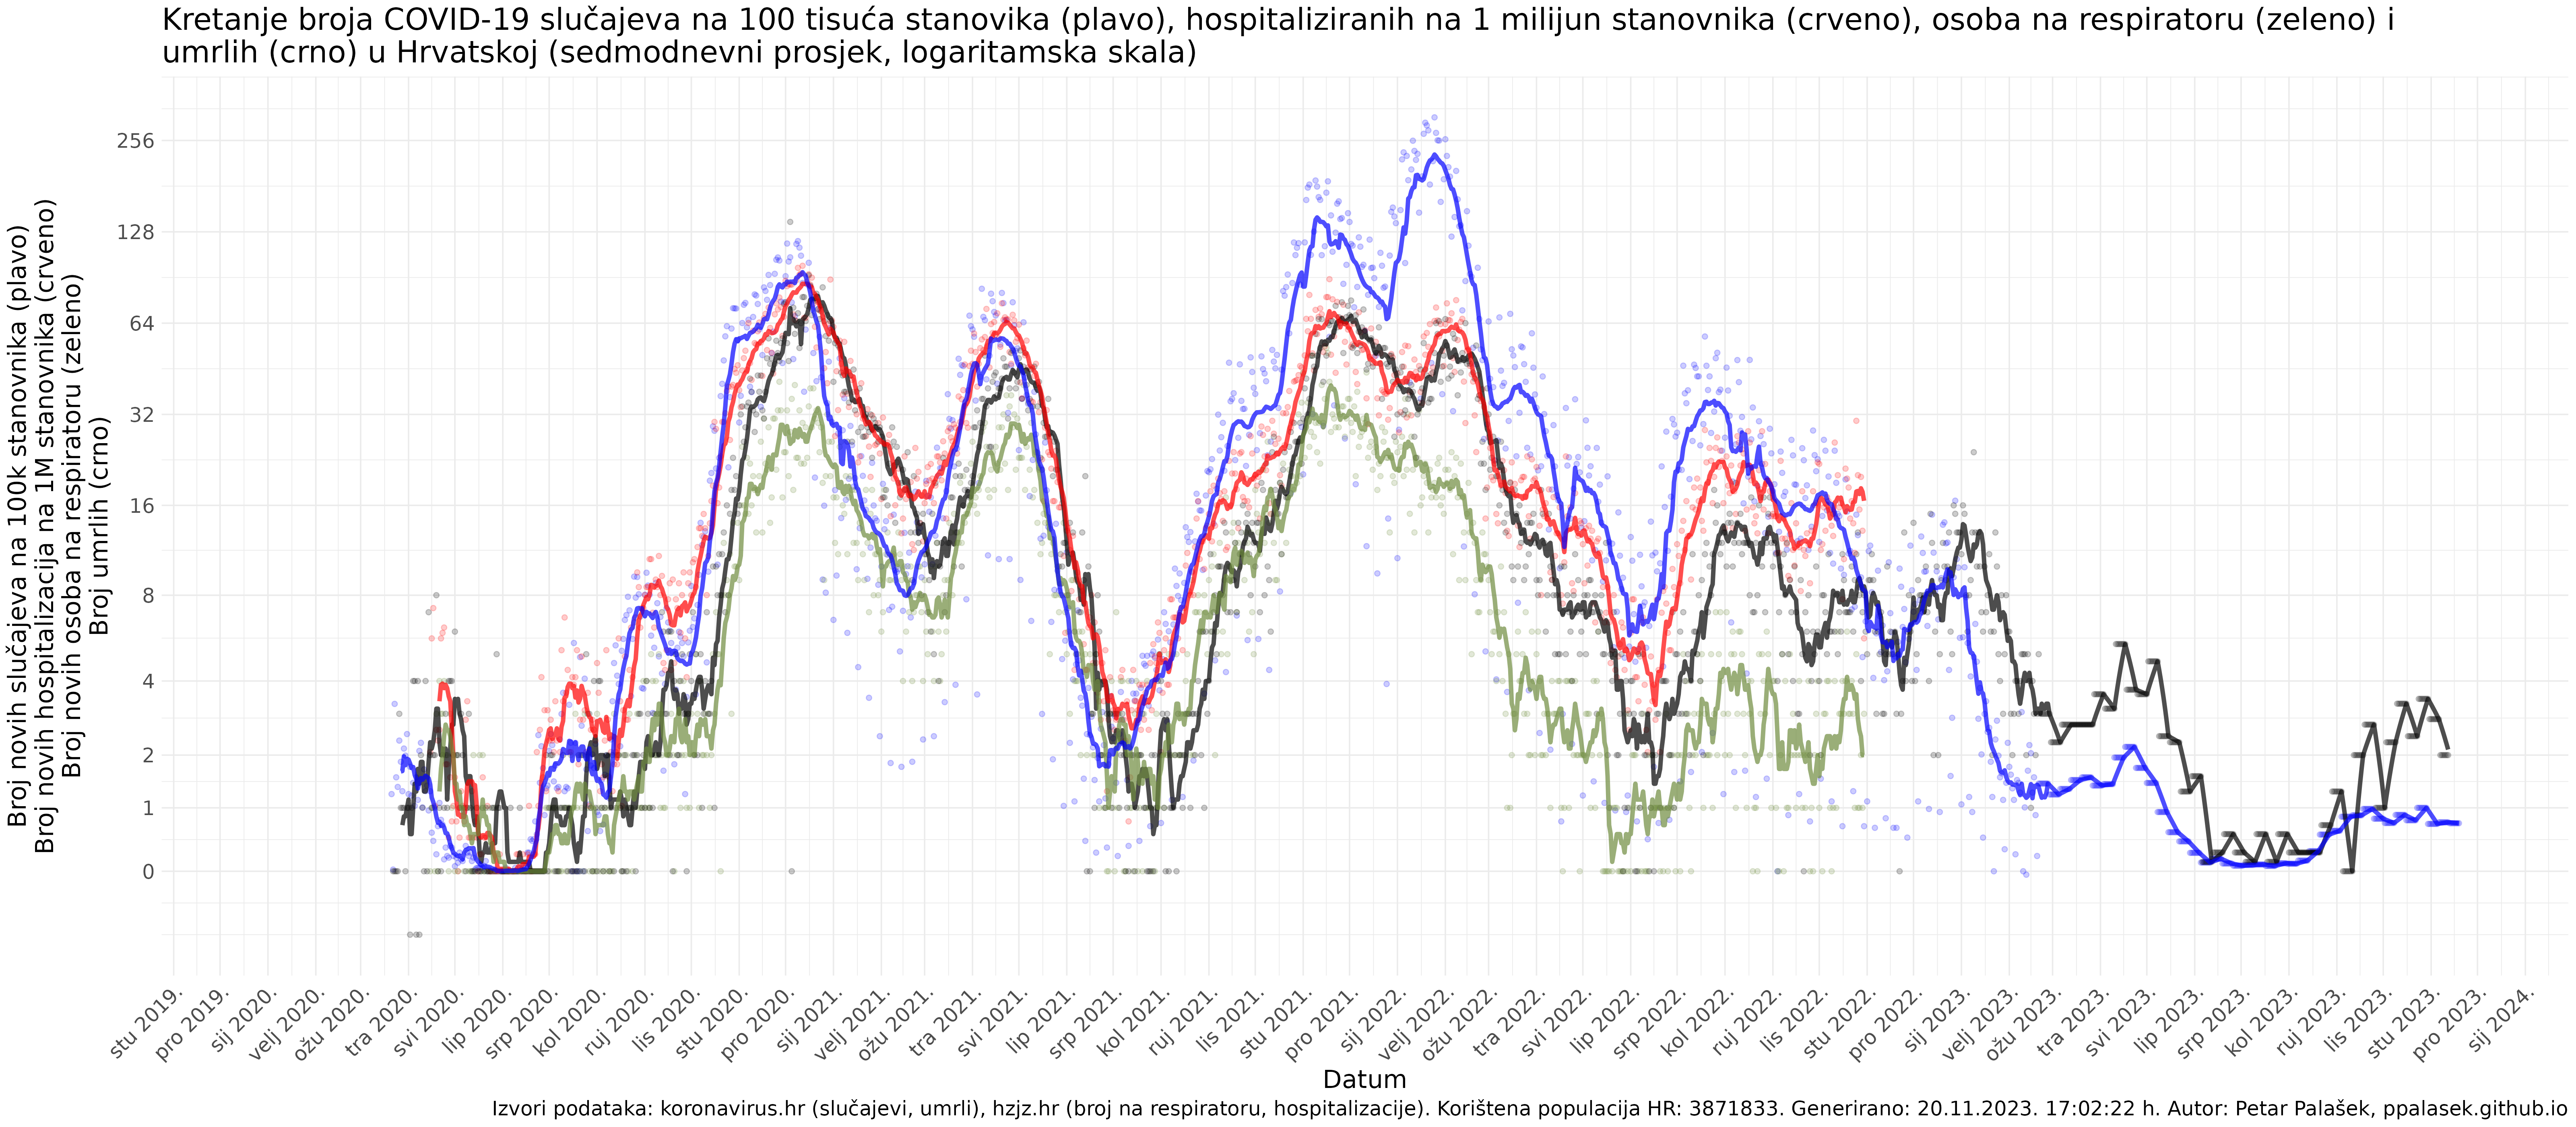 Kretanje broja COVID-19 slučajeva na 100 tisuća stanovika (plavo), hospitaliziranih na 1 milijun stanovnika (crveno), osoba na respiratoru (zeleno) i
umrlih (crno) u Hrvatskoj (sedmodnevni prosjek, logaritamska skala)
Broj novih slučajeva na 100k stanovnika (plavo)
Broj novih hospitalizacija na 1M stanovnika (crveno)
Broj novih osoba na respiratoru (zeleno)
Broj umrlih (crno)
256
128
64
32
16
8
4
2
1
0
stu 2019.
pro 2019.
sij 2020.
velj 2020.
ožu 2020.
tra 2020.
svi 2020.
lip 2020.
srp 2020.
kol 2020.
ruj 2020.
lis 2020.
stu 2020.
pro 2020.
sij 2021.
velj 2021.
ožu 2021.
tra 2021.
svi 2021.
lip 2021.
srp 2021.
kol 2021.
ruj 2021.
lis 2021.
stu 2021.
pro 2021.
sij 2022.
velj 2022.
ožu 2022.
tra 2022.
svi 2022.
lip 2022.
srp 2022.
kol 2022.
ruj 2022.
lis 2022.
stu 2022.
pro 2022.
sij 2023.
velj 2023.
ožu 2023.
tra 2023.
svi 2023.
lip 2023.
srp 2023.
kol 2023.
ruj 2023.
lis 2023.
stu 2023.
pro 2023.
sij 2024.
Datum
Izvori podataka: koronavirus.hr (slučajevi, umrli), hzjz.hr (broj na respiratoru, hospitalizacije). Korištena populacija HR: 3871833. Generirano: 20.11.2023. 17:02:22 h. Autor: Petar Palašek, ppalasek.github.io